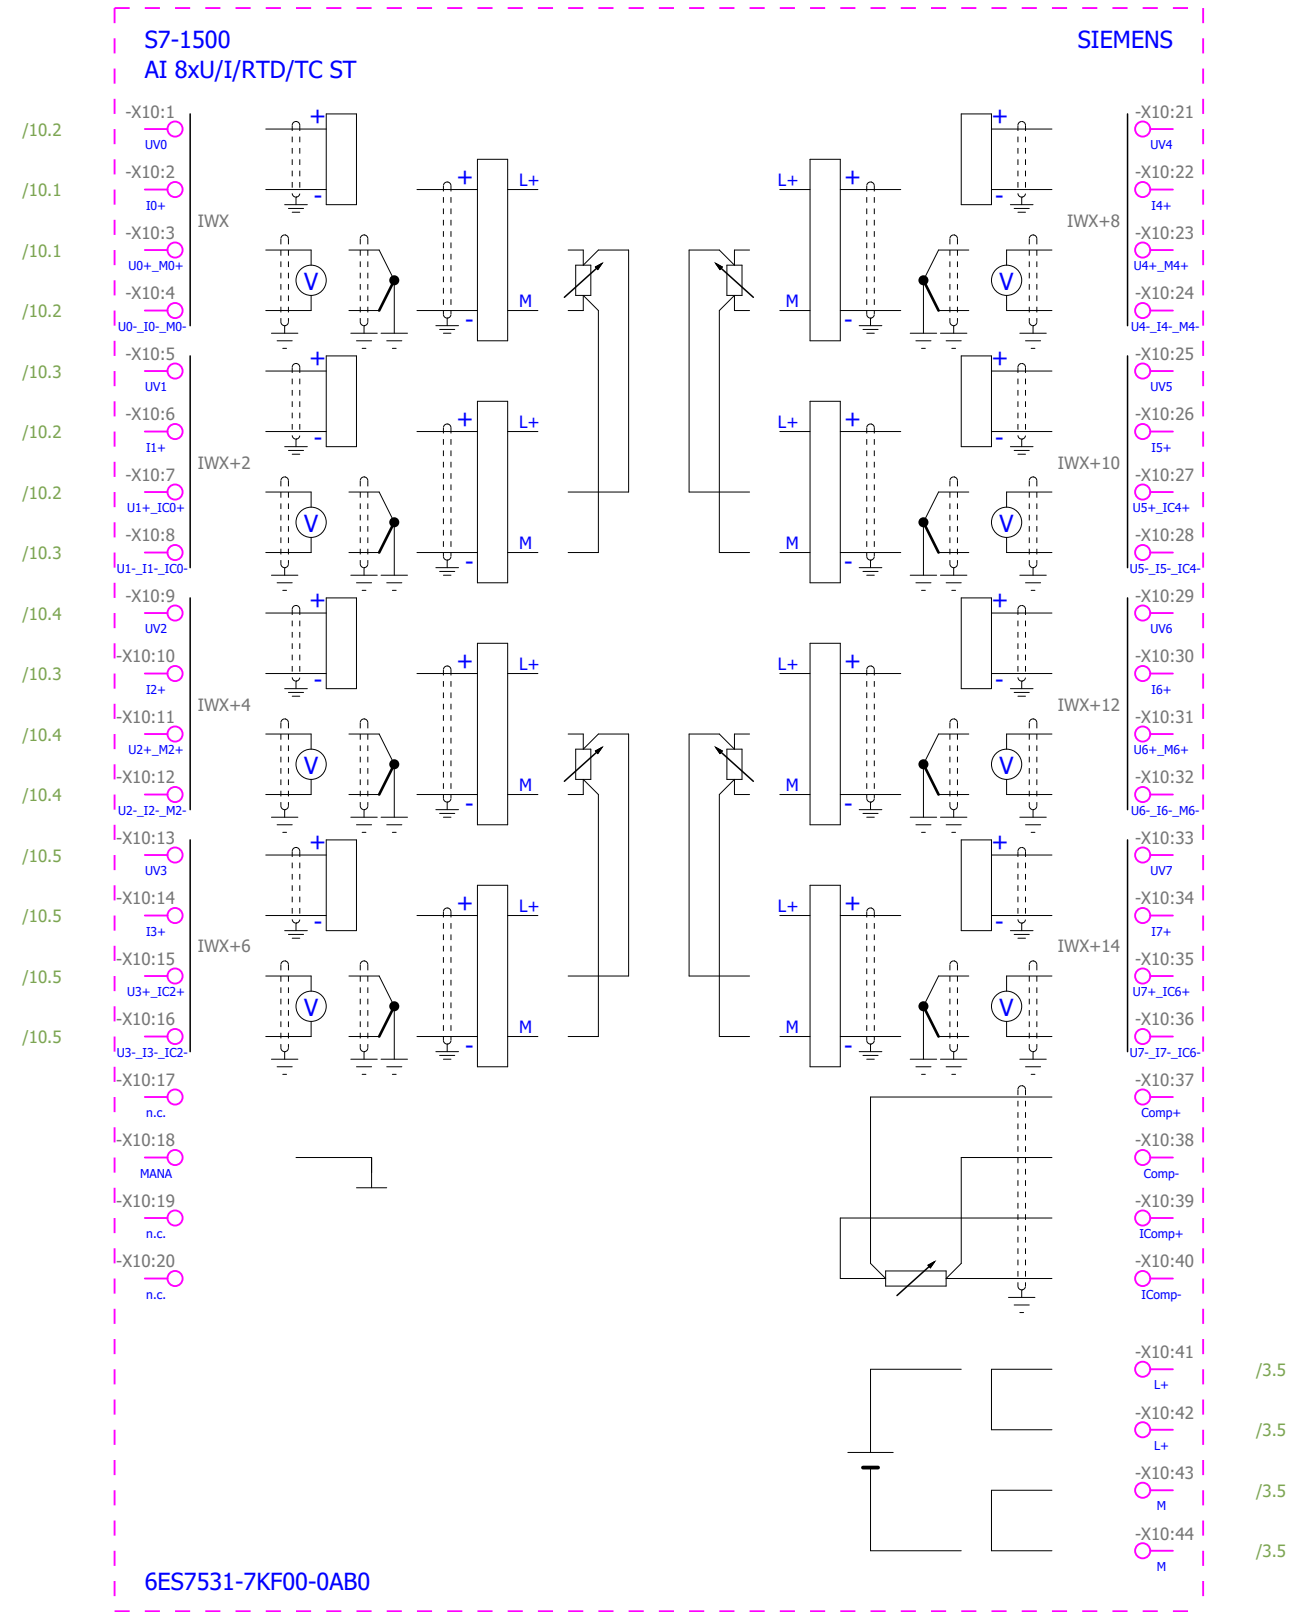 S7-1500 SIEMENS
AI 8xU/I/RTD/TC ST
-X10:1 + + -X10:21
/10.2 UV0 UV4
-X10:2 + L+ L+ + -X10:22
/10.1 I0+ - - I4+
IWX IWX+8
-X10:3 -X10:23
/10.1 U0+_M0+ V V U4+_M4+
-X10:4 M M -X10:24
/10.2 U0-_I0-_M0- - - U4-_I4-_M4-
-X10:5 + + -X10:25
/10.3 UV1 UV5
-X10:6 + L+ L+ + -X10:26
/10.2 I1+ - - I5+
IWX+2 IWX+10
-X10:7 -X10:27
/10.2 U1+_IC0+ V V U5+_IC4+
-X10:8 M M -X10:28
/10.3 U1-_I1-_IC0- - - U5-_I5-_IC4-
-X10:9 + + -X10:29
/10.4 UV2 UV6
-X10:10 + L+ L+ + -X10:30
/10.3 I2+ - - I6+
IWX+4 IWX+12
-X10:11 -X10:31
/10.4 U2+_M2+ V V U6+_M6+
-X10:12 M M -X10:32
/10.4 U2-_I2-_M2- - - U6-_I6-_M6-
-X10:13 + + -X10:33
/10.5 UV3 UV7
-X10:14 + L+ L+ + -X10:34
/10.5 I3+ - - I7+
IWX+6 IWX+14
-X10:15 -X10:35
/10.5 U3+_IC2+ V V U7+_IC6+
-X10:16 M M -X10:36
/10.5 U3-_I3-_IC2- - - U7-_I7-_IC6-
-X10:17 -X10:37
n.c. Comp+
-X10:18 -X10:38
MANA Comp-
-X10:19 -X10:39
n.c. IComp+
-X10:20 -X10:40
n.c. IComp-
-X10:41
L+ /3.5
-X10:42
L+ /3.5
-X10:43
M /3.5
-X10:44
M /3.5
6ES7531-7KF00-0AB0